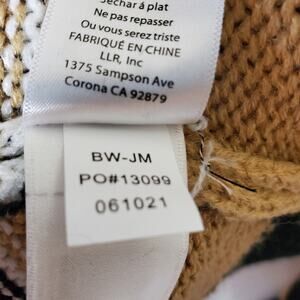 Séchar á plat
Ne pas repasser
Ou vous serez triste
FABRIQUÉ EN CHINE
LLR, Inc
1375 Sampson Ave
Corona CA 92879
BW-JM
PO#13099
061021